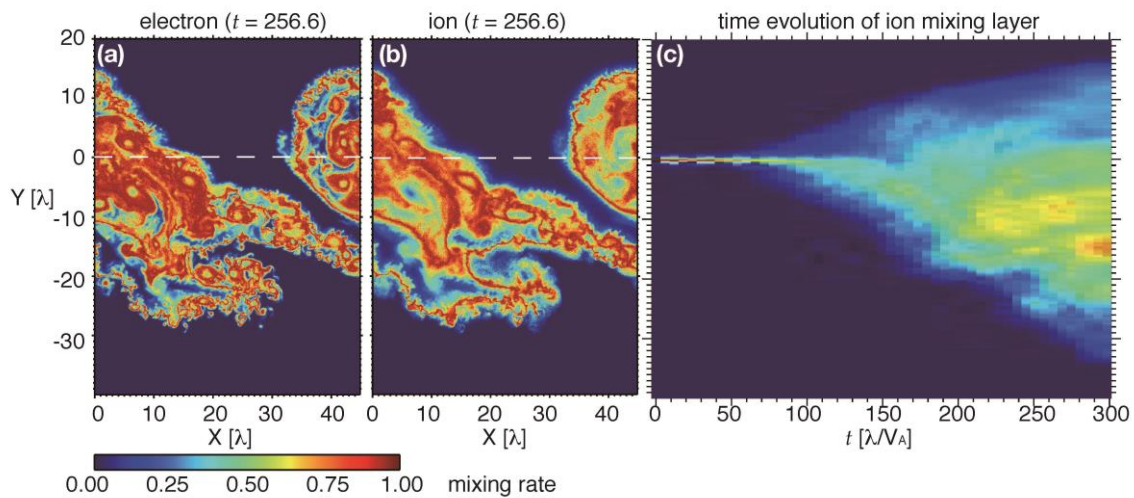 electron (t = 256.6)
ion (t = 256.6)
time evolution of ion mixing layer
(a)
(b)
(c)
20
10
0
-10
-20
-30
Y [λ]
0 10 20 30 40
X [λ]
0 10 20 30 40
X [λ]
0 50 100 150 200 250 300
t [λ/VA]
0.00 0.25 0.50 0.75 1.00 mixing rate